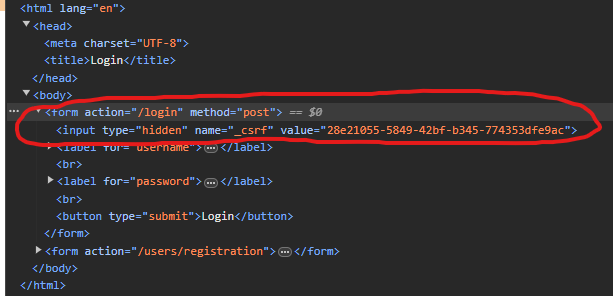 <html lang="en">
<head>
<meta charset="UTF-8">
<title>Login</title>
</head>
<body>
<form action="/login" method="post"> == $0
<input type="hidden" name="_csrf" value="28e21055-5849-42bf-b345-774353dfe9ac">
<label for="username">…</label>
<br>
<label for="password">…</label>
<br>
<button type="submit">Login</button>
</form>
<form action="/users/registration">…</form>
</body>
</html>